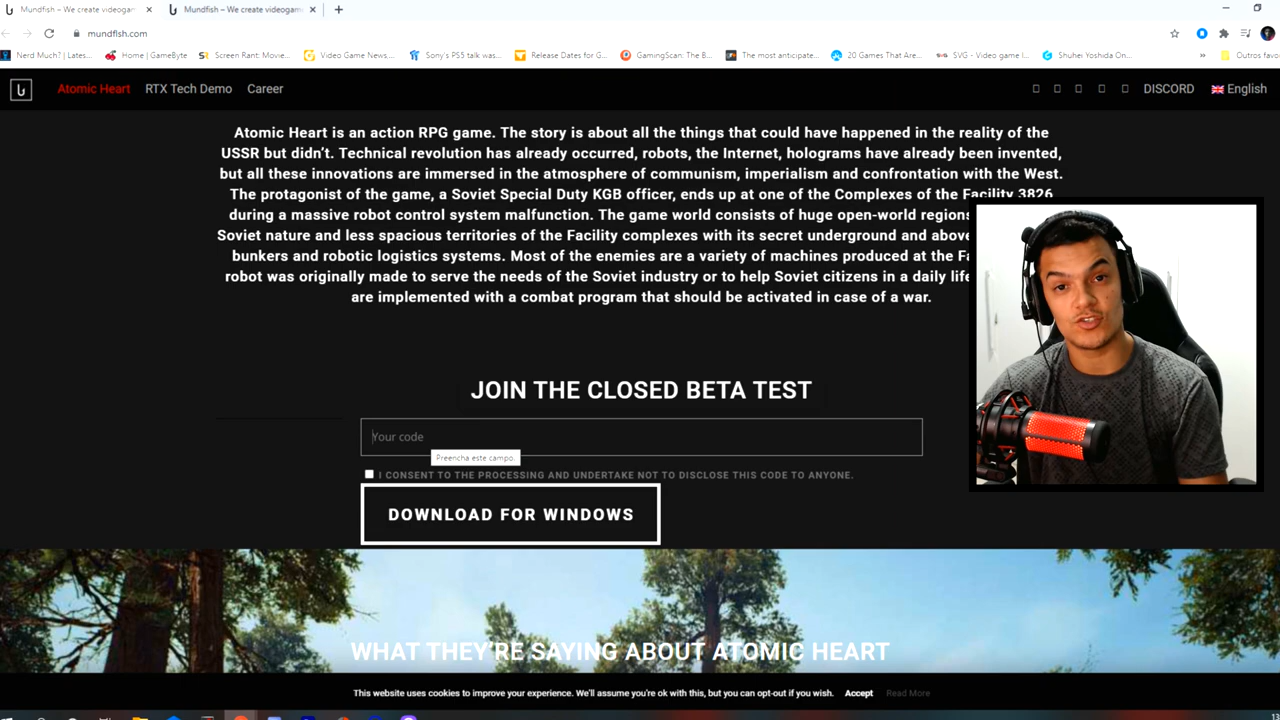 Mundfish – We create videogam
Mundfish – We create videogame
mundflsh.com
Nerd Much? | Lates...
Home | GameByte
Screen Rant: Movie...
Video Game News,...
Sony's PS5 talk was...
Release Dates for G...
GamingScan: The B...
The most anticipate...
20 Games That Are...
SVG - Video game l...
Shuhei Yoshida On...
»
Outros favo
Atomic Heart RTX Tech Demo Career
DISCORD English
Atomic Heart is an action RPG game. The story is about all the things that could have happened in the reality of the
USSR but didn't. Technical revolution has already occurred, robots, the Internet, holograms have already been invented,
but all these innovations are immersed in the atmosphere of communism, imperialism and confrontation with the West.
The protagonist of the game, a Soviet Special Duty KGB officer, ends up at one of the Complexes of the Facility 3826
during a massive robot control system malfunction. The game world consists of huge open-world regions
Soviet nature and less spacious territories of the Facility complexes with its secret underground and above
bunkers and robotic logistics systems. Most of the enemies are a variety of machines produced at the Fa
robot was originally made to serve the needs of the Soviet industry or to help Soviet citizens in a daily life
are implemented with a combat program that should be activated in case of a war.
JOIN THE CLOSED BETA TEST
Your code
Preencha este campo.
I CONSENT TO THE PROCESSING AND UNDERTAKE NOT TO DISCLOSE THIS CODE TO ANYONE.
DOWNLOAD FOR WINDOWS
WHAT THEY'RE SAYING ABOUT ATOMIC HEART
This website uses cookies to improve your experience. We'll assume you're ok with this, but you can opt-out if you wish. Accept Read More